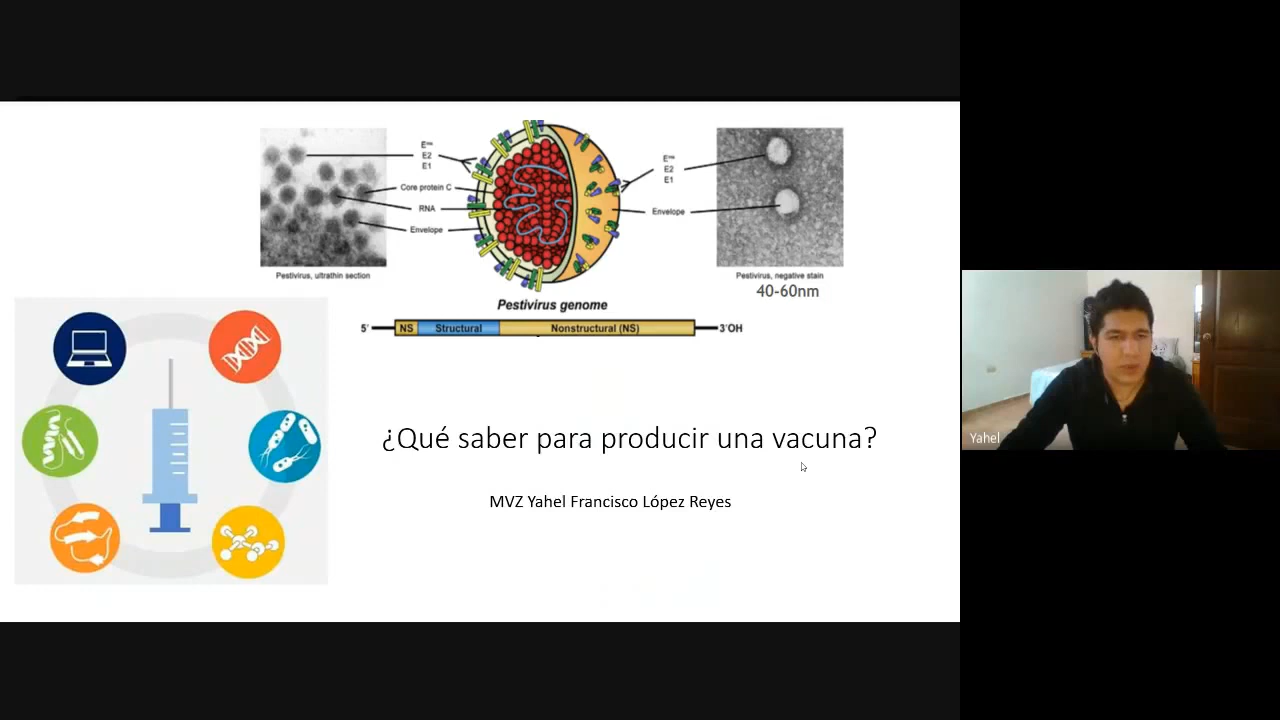 Eʳⁿˢ
E2
E1
Core protein C
RNA
Envelope
Eʳⁿˢ
E2
E1
Envelope
Pestivirus, ultrathin section
Pestivirus, negative stain
40-60nm
Pestivirus genome
5´ NS Structural Nonstructural (NS) 3´OH
¿Qué saber para producir una vacuna?
MVZ Yahel Francisco López Reyes
Yahel